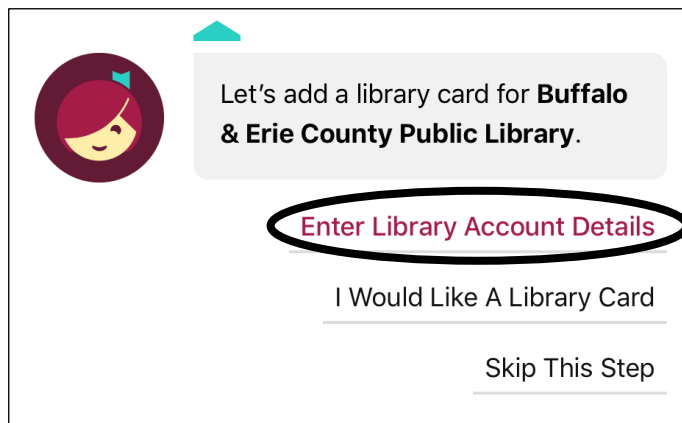 Let’s add a library card for Buffalo
& Erie County Public Library.
Enter Library Account Details
I Would Like A Library Card
Skip This Step